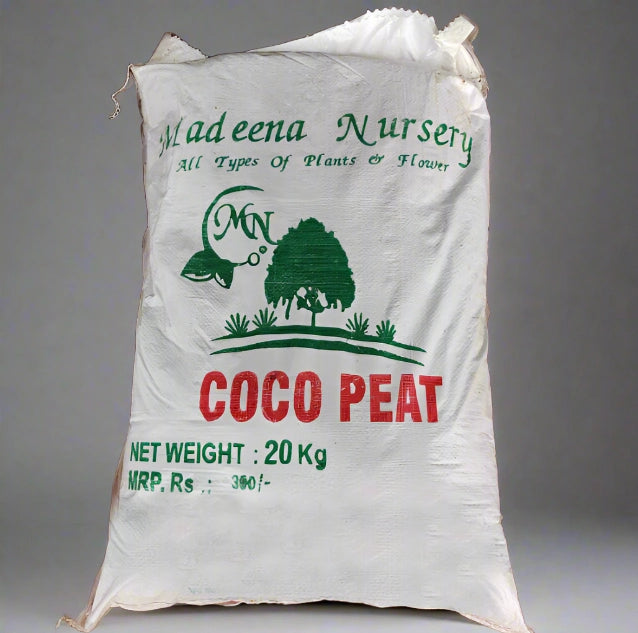 Madeena Nursery
All Types Of Plants & Flower
MN
COCO PEAT
NET WEIGHT : 20 Kg
MRP. Rs .: